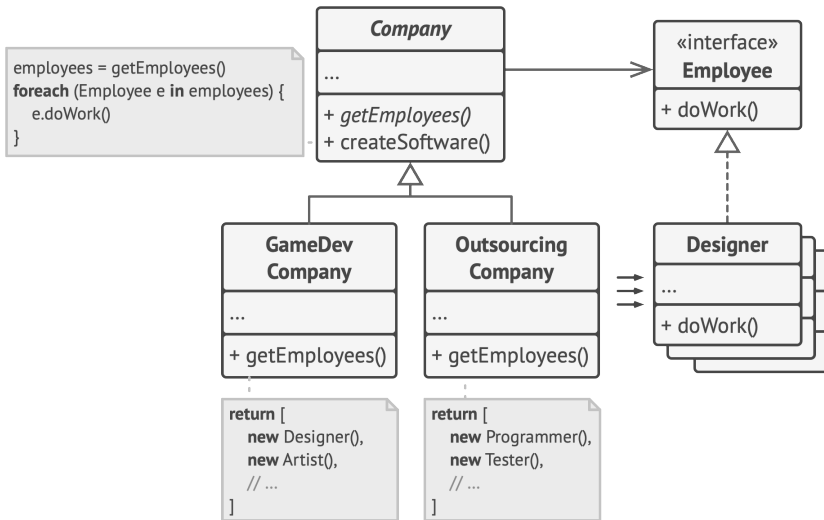 Company
...
+ getEmployees()
+ createSoftware()
employees = getEmployees()
foreach (Employee e in employees) {
e.doWork()
}
«interface»
Employee
+ doWork()
GameDev
Company
...
+ getEmployees()
Outsourcing
Company
...
+ getEmployees()
Designer
...
+ doWork()
return [
new Designer(),
new Artist(),
// ...
]
return [
new Programmer(),
new Tester(),
// ...
]